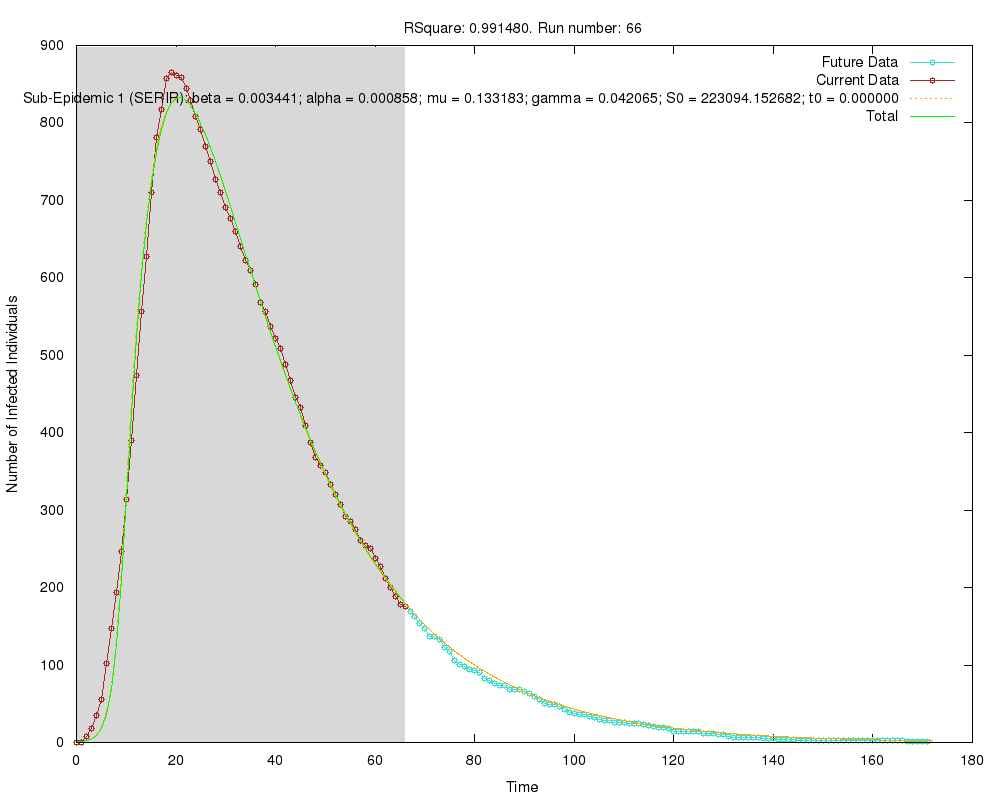 RSquare: 0.991480. Run number: 66
900
800
700
600
500
400
300
200
100
0
Number of Infected Individuals
Future Data
Current Data
Sub-Epidemic 1 (SERIR) beta = 0.003441; alpha = 0.000858; mu = 0.133183; gamma = 0.042065; S0 = 223094.152682; t0 = 0.000000
Total
0 20 40 60 80 100 120 140 160 180
Time